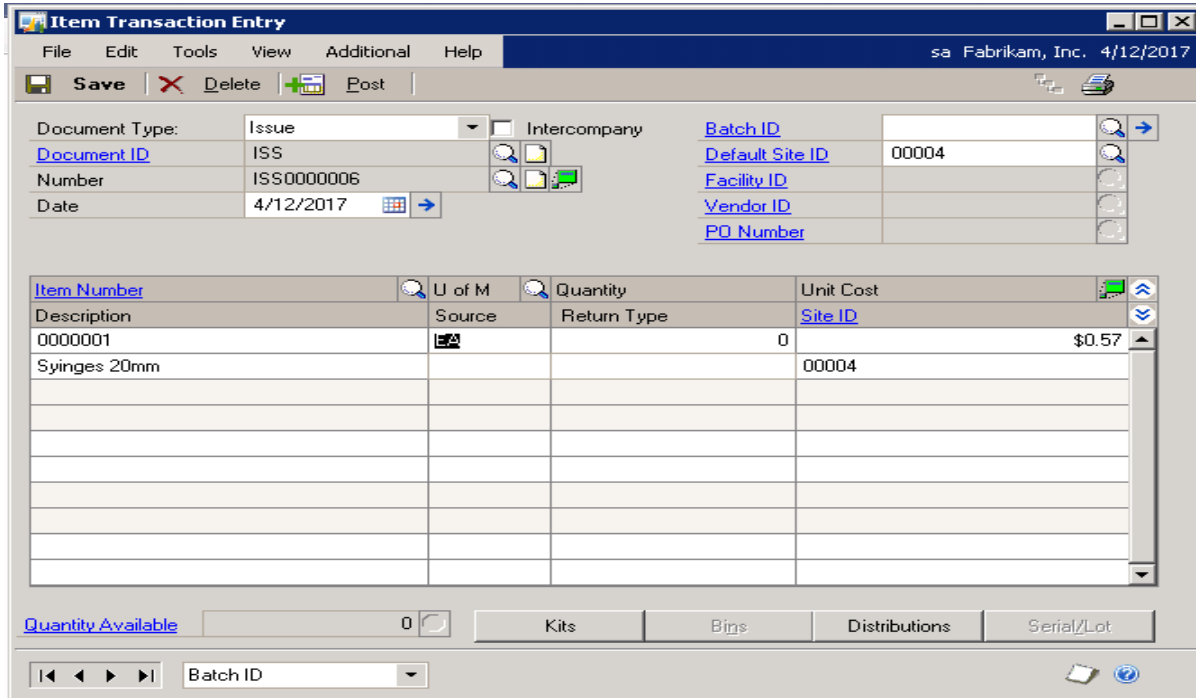 Item Transaction Entry
File Edit Tools View Additional Help sa Fabrikam, Inc. 4/12/2017
Save Delete Post
Document Type: Issue Intercompany Batch ID
Document ID ISS Default Site ID 00004
Number ISS0000006 Facility ID
Date 4/12/2017 Vendor ID
PO Number
Item Number U of M Quantity Unit Cost
Description Source Return Type Site ID
0000001 EA 0 $0.57
Syinges 20mm 00004
Quantity Available 0 Kits Bins Distributions Serial/Lot
Batch ID